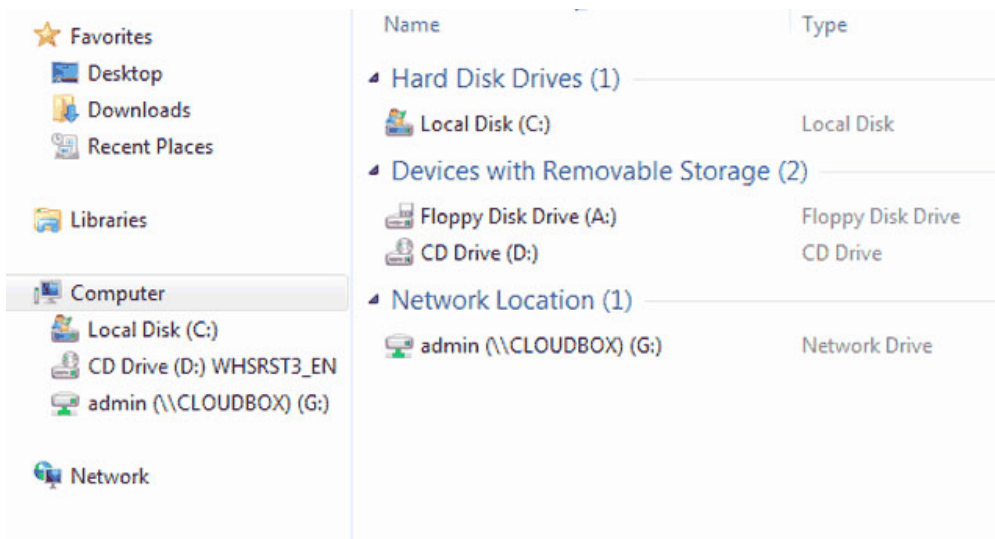 Favorites
Desktop
Downloads
Recent Places
Libraries
Computer
Local Disk (C:)
CD Drive (D:) WHSRST3_EN
admin (\\CLOUDBOX) (G:)
Network
Name Type
Hard Disk Drives (1)
Local Disk (C:) Local Disk
Devices with Removable Storage (2)
Floppy Disk Drive (A:) Floppy Disk Drive
CD Drive (D:) CD Drive
Network Location (1)
admin (\\CLOUDBOX) (G:) Network Drive